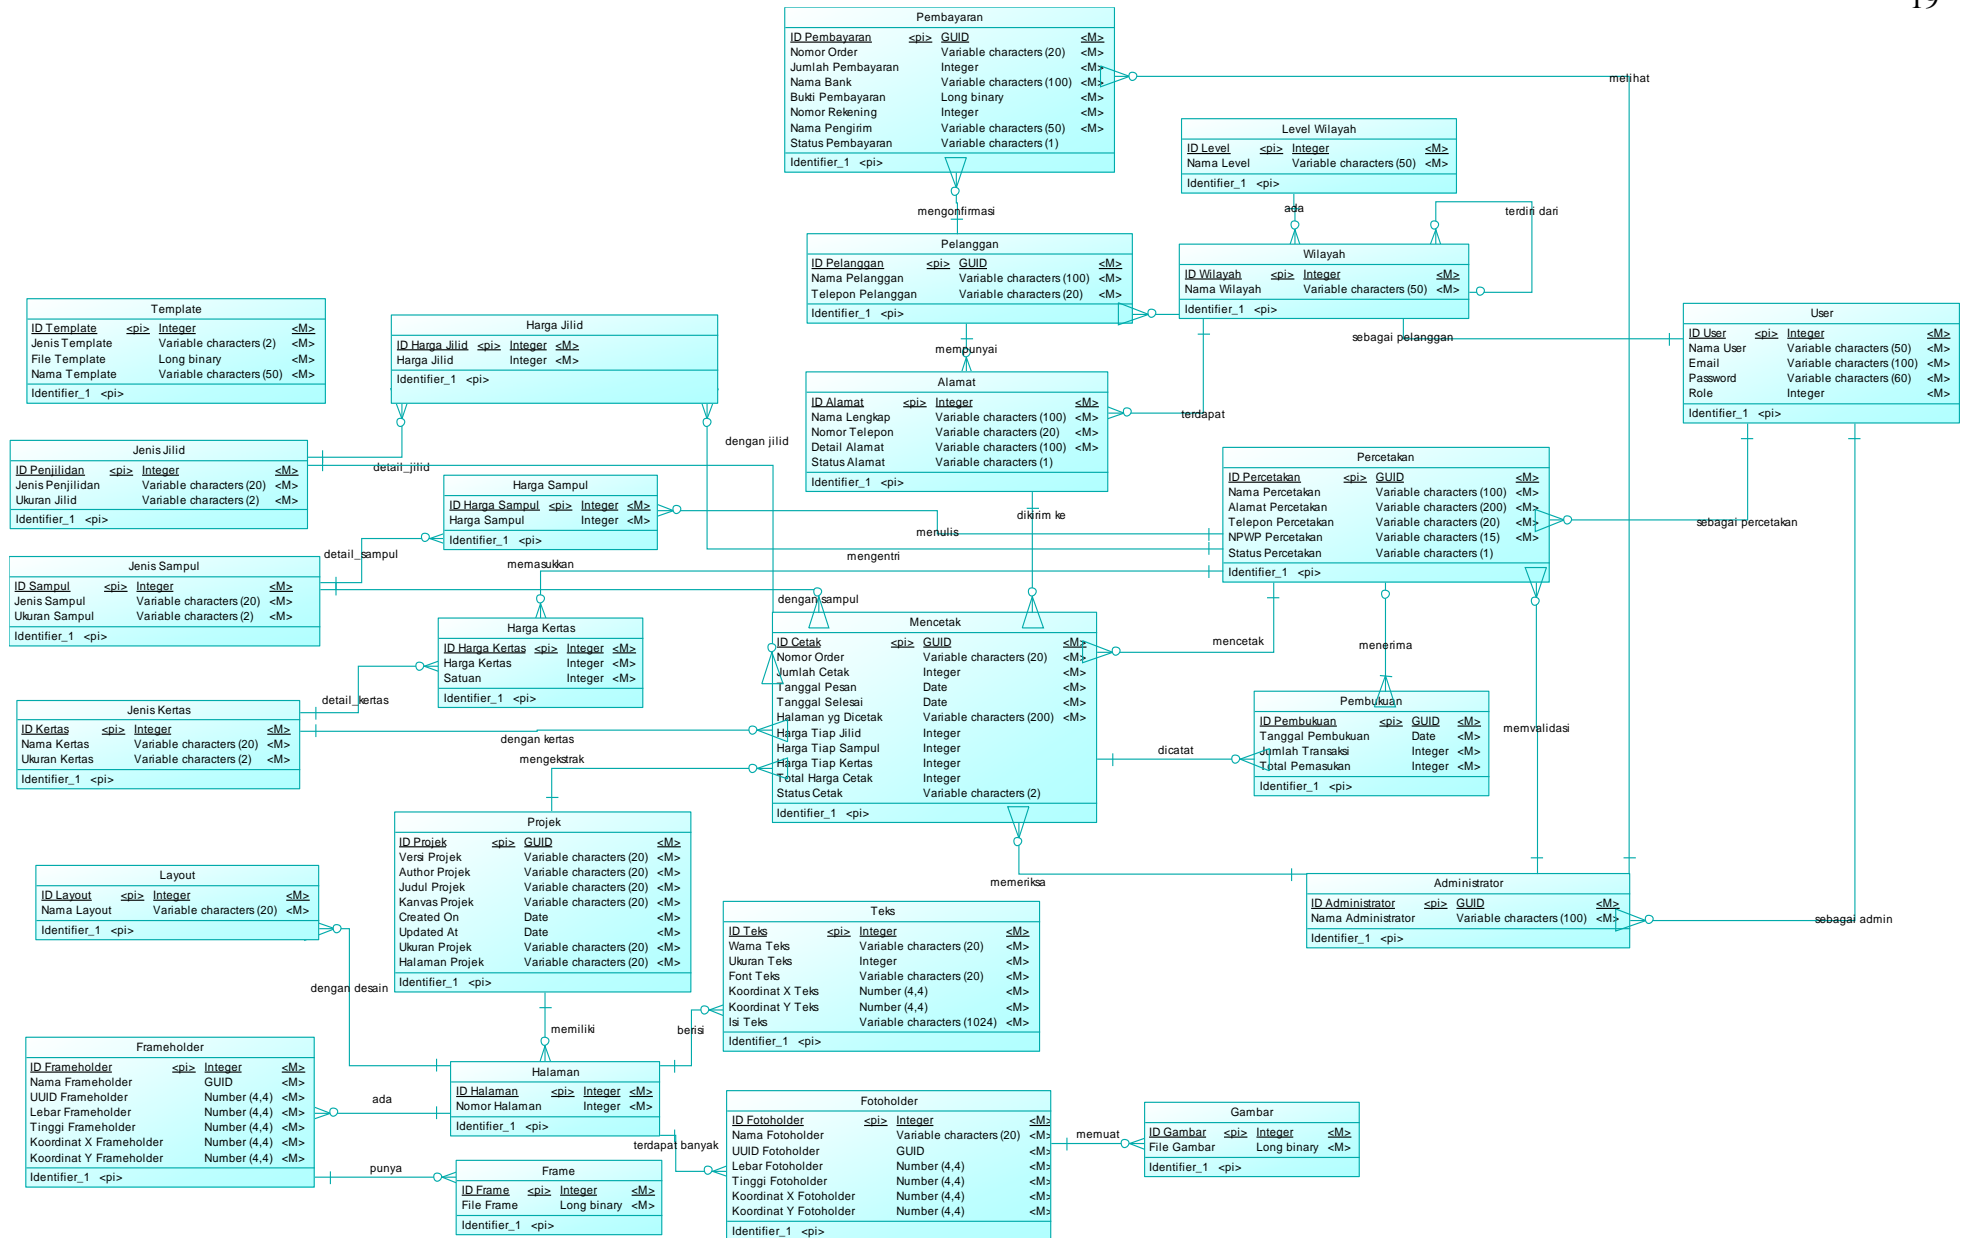 19
Pembayaran
ID Pembayaran <pi> GUID <M>
Nomor Order Variable characters (20) <M>
Jumlah Pembayaran Integer <M>
Nama Bank Variable characters (100) <M>
Bukti Pembayaran Long binary <M>
Nomor Rekening Integer <M>
Nama Pengirim Variable characters (50) <M>
Status Pembayaran Variable characters (1)
Identifier_1 <pi>
melihat
mengonfirmasi
Level Wilayah
ID Level <pi> Integer <M>
Nama Level Variable characters (50) <M>
Identifier_1 <pi>
ada
terdiri dari
Pelanggan
ID Pelanggan <pi> GUID <M>
Nama Pelanggan Variable characters (100) <M>
Telepon Pelanggan Variable characters (20) <M>
Identifier_1 <pi>
Wilayah
ID Wilayah <pi> Integer <M>
Nama Wilayah Variable characters (50) <M>
Identifier_1 <pi>
sebagai pelanggan
User
ID User <pi> Integer <M>
Nama User Variable characters (50) <M>
Email Variable characters (100) <M>
Password Variable characters (60) <M>
Role Integer <M>
Identifier_1 <pi>
Template
ID Template <pi> Integer <M>
Jenis Template Variable characters (2) <M>
File Template Long binary <M>
Nama Template Variable characters (50) <M>
Identifier_1 <pi>
Harga Jilid
ID Harga Jilid <pi> Integer <M>
Harga Jilid Integer <M>
Identifier_1 <pi>
mempunyai
Alamat
ID Alamat <pi> Integer <M>
Nama Lengkap Variable characters (100) <M>
Nomor Telepon Variable characters (20) <M>
Detail Alamat Variable characters (100) <M>
Status Alamat Variable characters (1)
Identifier_1 <pi>
terdapat
dengan jilid
Jenis Jilid
ID Penjilidan <pi> Integer <M>
Jenis Penjilidan Variable characters (20) <M>
Ukuran Jilid Variable characters (2) <M>
Identifier_1 <pi>
detail_jilid
Harga Sampul
ID Harga Sampul <pi> Integer <M>
Harga Sampul Integer <M>
Identifier_1 <pi>
dikirim ke
menulis
Percetakan
ID Percetakan <pi> GUID <M>
Nama Percetakan Variable characters (100) <M>
Alamat Percetakan Variable characters (200) <M>
Telepon Percetakan Variable characters (20) <M>
NPWP Percetakan Variable characters (15) <M>
Status Percetakan Variable characters (1)
Identifier_1 <pi>
sebagai percetakan
detail_sampul
mengentri
memasukkan
Jenis Sampul
ID Sampul <pi> Integer <M>
Jenis Sampul Variable characters (20) <M>
Ukuran Sampul Variable characters (2) <M>
Identifier_1 <pi>
dengan sampul
Harga Kertas
ID Harga Kertas <pi> Integer <M>
Harga Kertas Integer <M>
Satuan Integer <M>
Identifier_1 <pi>
Mencetak
ID Cetak <pi> GUID <M>
Nomor Order Variable characters (20) <M>
Jumlah Cetak Integer <M>
Tanggal Pesan Date <M>
Tanggal Selesai Date <M>
Halaman yg Dicetak Variable characters (200) <M>
Harga Tiap Jilid Integer
Harga Tiap Sampul Integer
Harga Tiap Kertas Integer
Total Harga Cetak Integer
Status Cetak Variable characters (2)
Identifier_1 <pi>
mencetak
menerima
Pembukuan
ID Pembukuan <pi> GUID <M>
Tanggal Pembukuan Date <M>
Jumlah Transaksi Integer <M>
Total Pemasukan Integer <M>
Identifier_1 <pi>
memvalidasi
dicatat
detail_kertas
Jenis Kertas
ID Kertas <pi> Integer <M>
Nama Kertas Variable characters (20) <M>
Ukuran Kertas Variable characters (2) <M>
Identifier_1 <pi>
dengan kertas
mengekstrak
Projek
ID Projek <pi> GUID <M>
Versi Projek Variable characters (20) <M>
Author Projek Variable characters (20) <M>
Judul Projek Variable characters (20) <M>
Kanvas Projek Variable characters (20) <M>
Created On Date <M>
Updated At Date <M>
Ukuran Projek Variable characters (20) <M>
Halaman Projek Variable characters (20) <M>
Identifier_1 <pi>
memeriksa
Administrator
ID Administrator <pi> GUID <M>
Nama Administrator Variable characters (100) <M>
Identifier_1 <pi>
sebagai admin
Layout
ID Layout <pi> Integer <M>
Nama Layout Variable characters (20) <M>
Identifier_1 <pi>
dengan desain
Teks
ID Teks <pi> Integer <M>
Warna Teks Variable characters (20) <M>
Ukuran Teks Integer <M>
Font Teks Variable characters (20) <M>
Koordinat X Teks Number (4,4) <M>
Koordinat Y Teks Number (4,4) <M>
Isi Teks Variable characters (1024) <M>
Identifier_1 <pi>
memiliki
berisi
Frameholder
ID Frameholder <pi> Integer <M>
Nama Frameholder GUID <M>
UUID Frameholder Number (4,4) <M>
Lebar Frameholder Number (4,4) <M>
Tinggi Frameholder Number (4,4) <M>
Koordinat X Frameholder Number (4,4) <M>
Koordinat Y Frameholder Number (4,4) <M>
Identifier_1 <pi>
ada
Halaman
ID Halaman <pi> Integer <M>
Nomor Halaman Integer <M>
Identifier_1 <pi>
terdapat banyak
punya
Frame
ID Frame <pi> Integer <M>
File Frame Long binary <M>
Identifier_1 <pi>
Fotoholder
ID Fotoholder <pi> Integer <M>
Nama Fotoholder Variable characters (20) <M>
UUID Fotoholder GUID <M>
Lebar Fotoholder Number (4,4) <M>
Tinggi Fotoholder Number (4,4) <M>
Koordinat X Fotoholder Number (4,4) <M>
Koordinat Y Fotoholder Number (4,4) <M>
Identifier_1 <pi>
memuat
Gambar
ID Gambar <pi> Integer <M>
File Gambar Long binary <M>
Identifier_1 <pi>